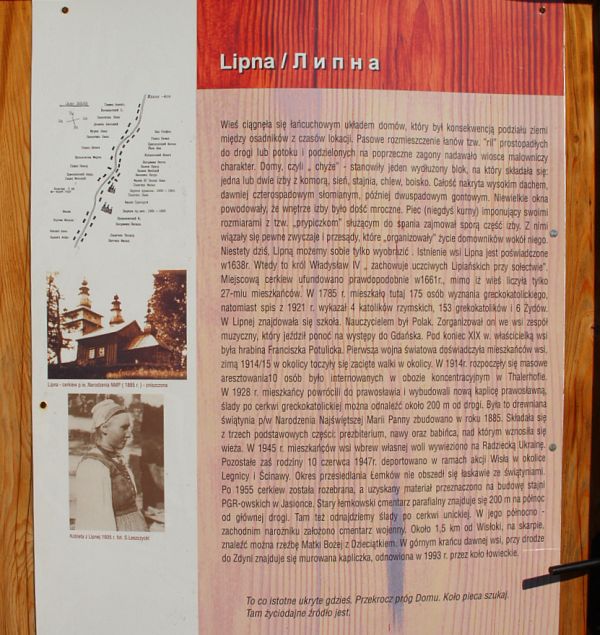 Lipna / Липна
Wieś ciągnęła się łańcuchowym układem domów, który był konsekwencją podziału ziemi
między osadników z czasów lokacji. Pasowe rozmieszczenie łanów tzw. "ril" prostopadłych
do drogi lub potoku i podzielonych na poprzeczne zagony nadawało wiosce malowniczy
charakter. Domy, czyli „ chyże" - stanowiły jeden wydłużony blok, na który składała się:
jedna lub dwie izby z komorą, sień, stajnia, chlew, boisko. Całość nakryta wysokim dachem,
dawniej czterospadowym słomianym, później dwuspadowym gontowym. Niewielkie okna
powodowały, że wnętrze izby było dość mroczne. Piec (niegdyś kurny) imponujący swoimi
rozmiarami z tzw. „prypiczkom" służącym do spania zajmował sporą część izby. Z nimi
wiązały się pewne zwyczaje i przesądy, które „organizowały" życie domowników wokół niego.
Niestety dziś, Lipną możemy sobie tylko wyobrazić . Istnienie wsi Lipna jest poświadczone
w1638r. Wtedy to król Władysław IV „ zachowuje uczciwych Lipiańskich przy sołectwie".
Miejscową cerkiew ufundowano prawdopodobnie w1661r., mimo iż wieś liczyła tylko
27-miu mieszkańców. W 1785 r. mieszkało tutaj 175 osób wyznania greckokatolickiego,
natomiast spis z 1921 r. wykazał 4 katolików rzymskich, 153 grekokatolików i 6 Żydów.
W Lipnej znajdowała się szkoła. Nauczycielem był Polak. Zorganizował on we wsi zespół
muzyczny, który jeździł ponoć na występy do Gdańska. Pod koniec XIX w. właścicielką wsi
była hrabina Franciszka Potulicka. Pierwsza wojna światowa doświadczyła mieszkańców wsi,
zimą 1914/15 w okolicy toczyły się zacięte walki w okolicy. W 1914r. rozpoczęły się masowe
aresztowania10 osób było internowanych w obozie koncentracyjnym w Thalerhofie.
W 1928 r. mieszkańcy powrócili do prawosławia i wybudowali nową kaplicę prawosławną,
ślady po cerkwi greckokatolickiej można odnaleźć około 200 m od drogi. Była to drewniana
świątynia p/w Narodzenia Najświętszej Marii Panny zbudowano w roku 1885. Składała się
z trzech podstawowych części: prezbiterium, nawy oraz babińca, nad którym wznosiła się
wieża. W 1945 r. mieszkańców wsi wbrew własnej woli wywieziono na Radziecką Ukrainę.
Pozostałe zaś rodziny 10 czerwca 1947r. deportowano w ramach akcji Wisła w okolice
Legnicy i Ścinawy. Okres przesiedlania Łemków nie obszedł się łaskawie ze świątyniami.
Po 1955 cerkiew została rozebrana, a uzyskany materiał przeznaczono na budowę stajni
PGR-owskich w Jasionce. Stary łemkowski cmentarz parafialny znajduje się 200 m na północ
od głównej drogi. Tam też odnajdziemy ślady po cerkwi unickiej. W jego północno -
zachodnim narożniku założono cmentarz wojenny. Około 1,5 km od Wisłoki, na skarpie,
znaleźć można rzeźbę Matki Bożej z Dzieciątkiem. W górnym krańcu dawnej wsi, przy drodze
do Zdyni znajduje się murowana kapliczka, odnowiona w 1993 r. przez koło łowieckie.
To co istotne ukryte gdzieś. Przekrocz próg Domu. Koło pieca szukaj.
Tam życiodajne źródło jest.
Lipna - cerkiew p.w. Narodzenia NMP ( 1885 r.) - zniszczona
Kobieta z Lipnej 1935 r. fot. S.Leszczycki